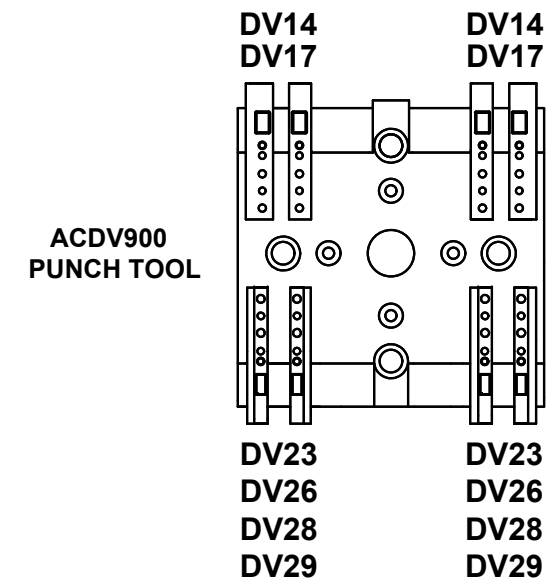 DV14 DV14
DV17 DV17
ACDV900
PUNCH TOOL
DV23 DV23
DV26 DV26
DV28 DV28
DV29 DV29